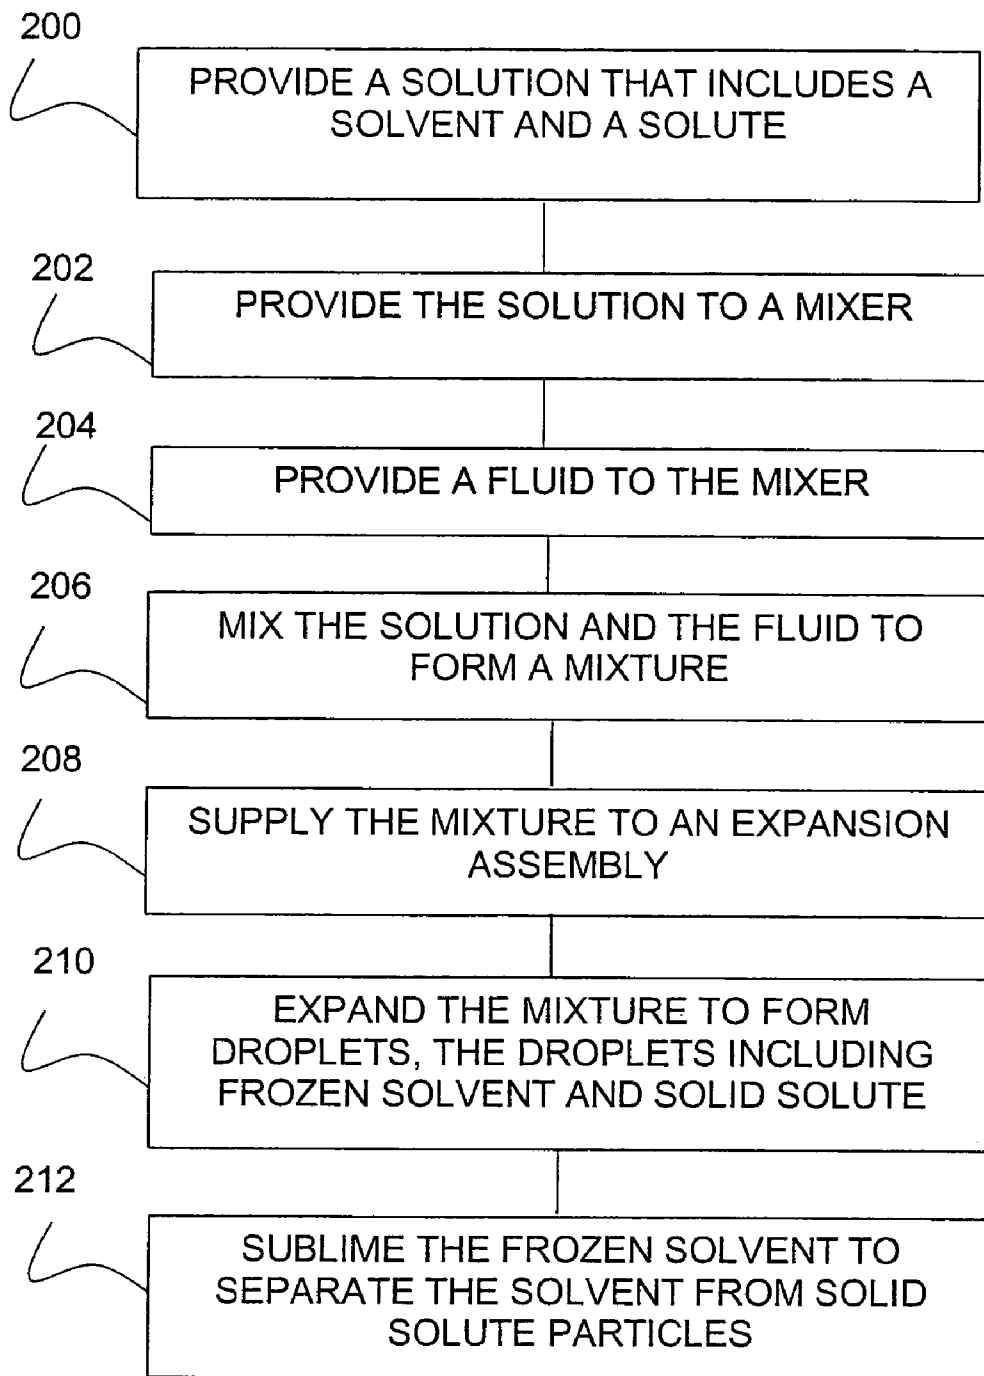 200
PROVIDE A SOLUTION THAT INCLUDES A
SOLVENT AND A SOLUTE
202
PROVIDE THE SOLUTION TO A MIXER
204
PROVIDE A FLUID TO THE MIXER
206
MIX THE SOLUTION AND THE FLUID TO
FORM A MIXTURE
208
SUPPLY THE MIXTURE TO AN EXPANSION
ASSEMBLY
210
EXPAND THE MIXTURE TO FORM
DROPLETS, THE DROPLETS INCLUDING
FROZEN SOLVENT AND SOLID SOLUTE
212
SUBLIME THE FROZEN SOLVENT TO
SEPARATE THE SOLVENT FROM SOLID
SOLUTE PARTICLES